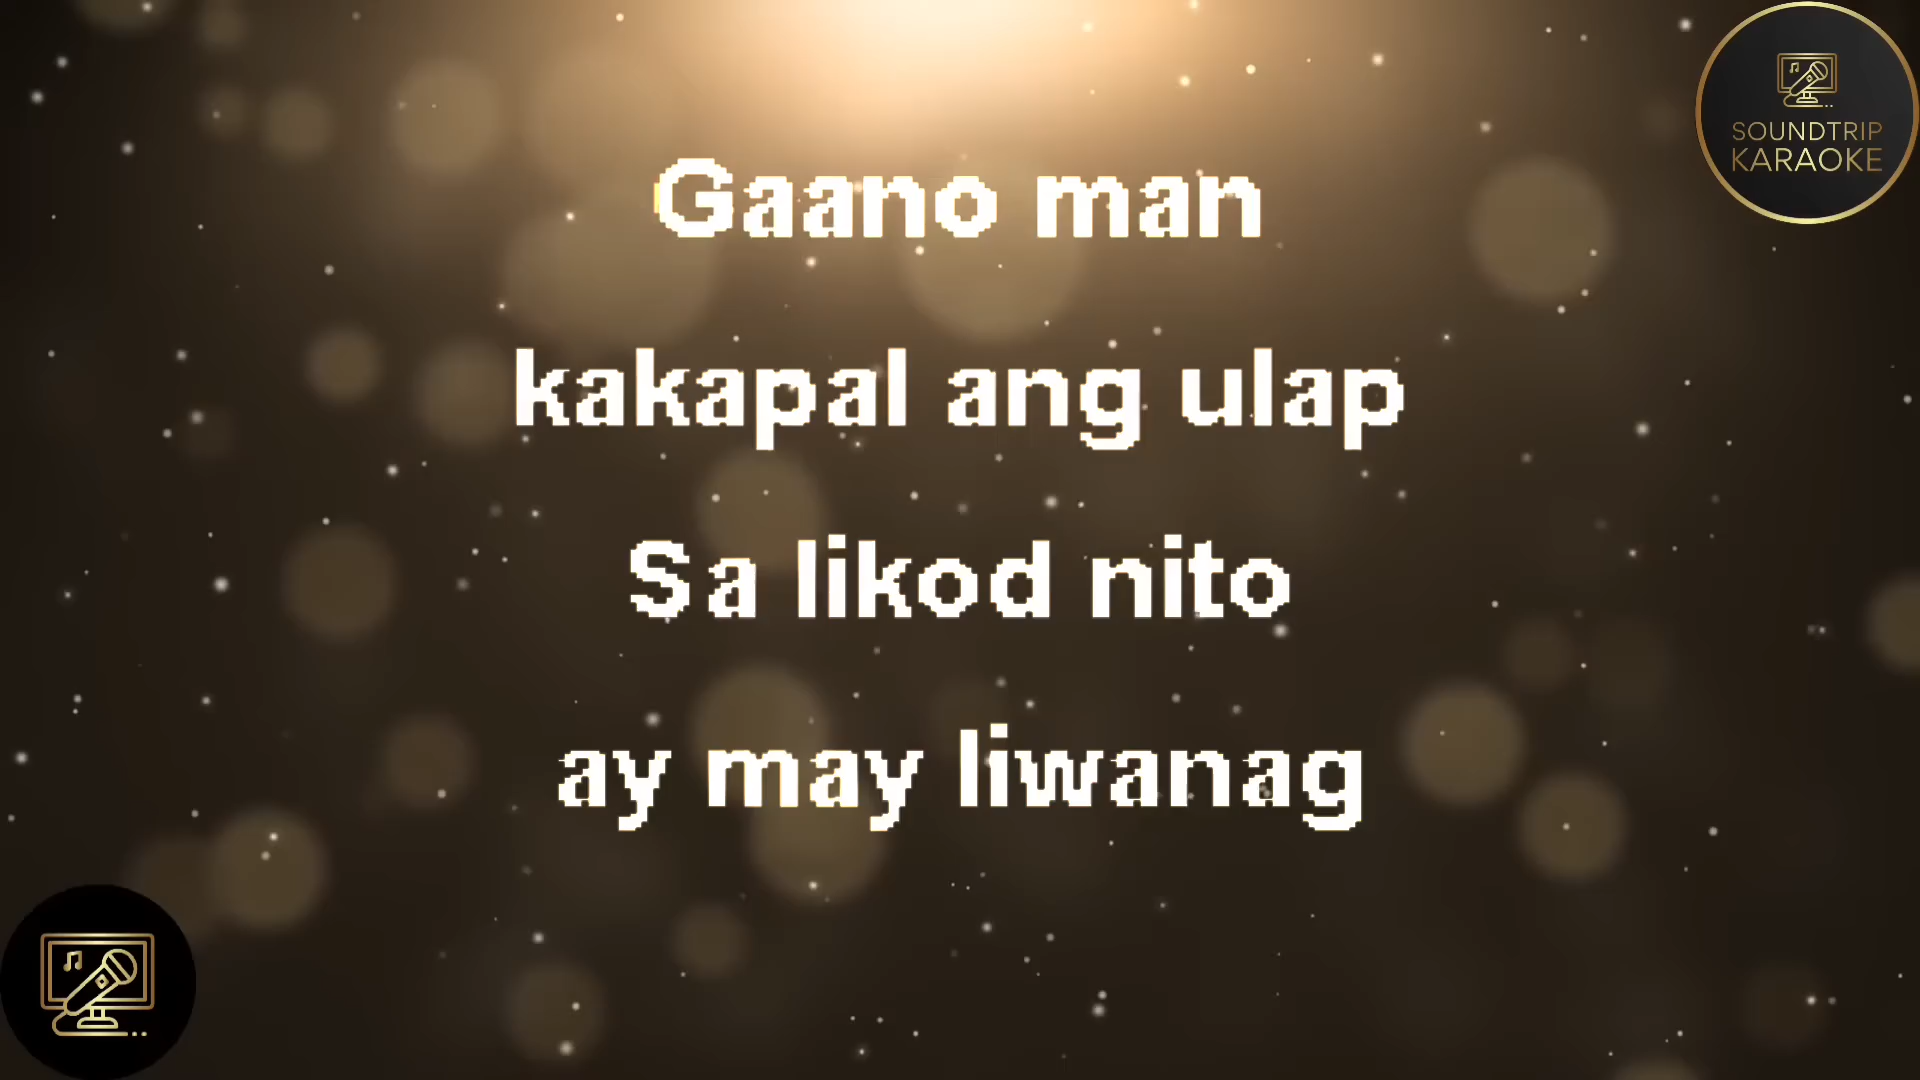 SOUNDTRIP
KARAOKE
Gaano man
kakapal ang ulap
Sa likod nito
ay may liwanag